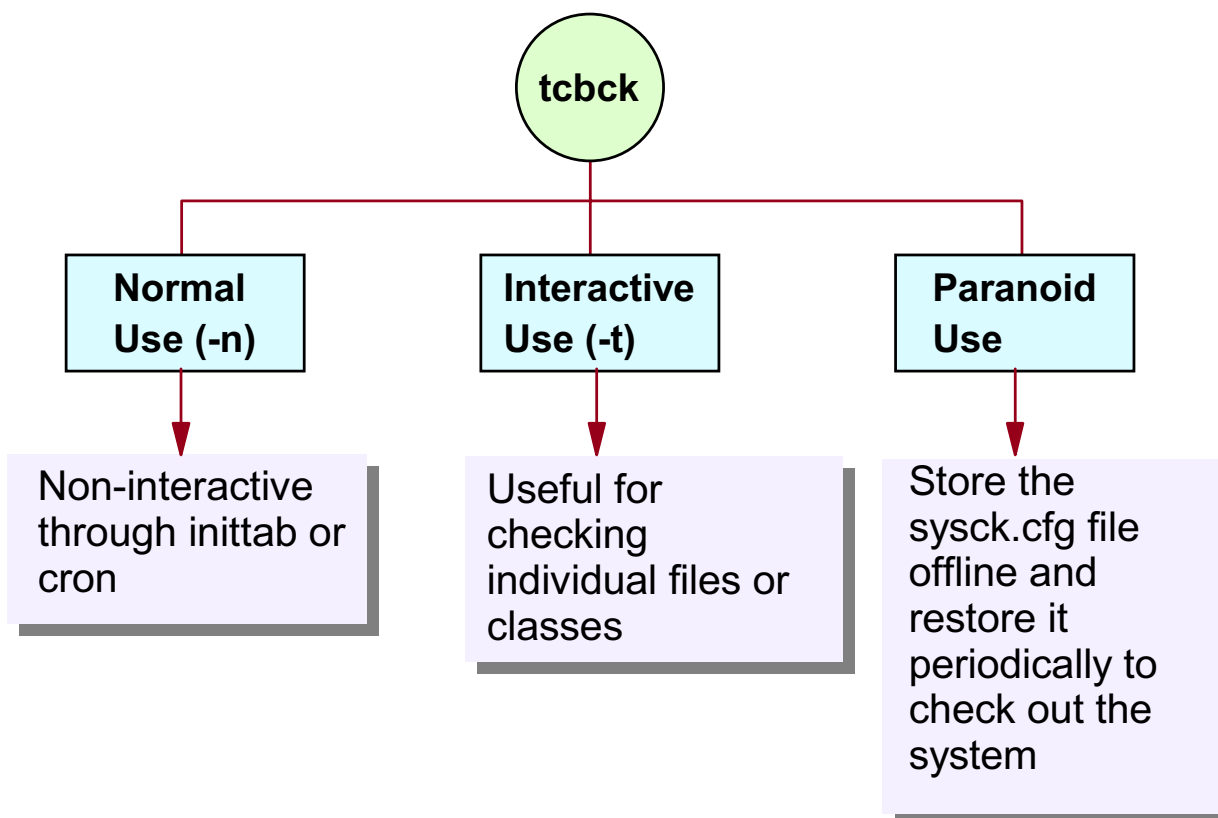 tcbck
Normal
Use (-n)
Interactive
Use (-t)
Paranoid
Use
Non-interactive
through inittab or
cron
Useful for
checking
individual files or
classes
Store the
sysck.cfg file
offline and
restore it
periodically to
check out the
system